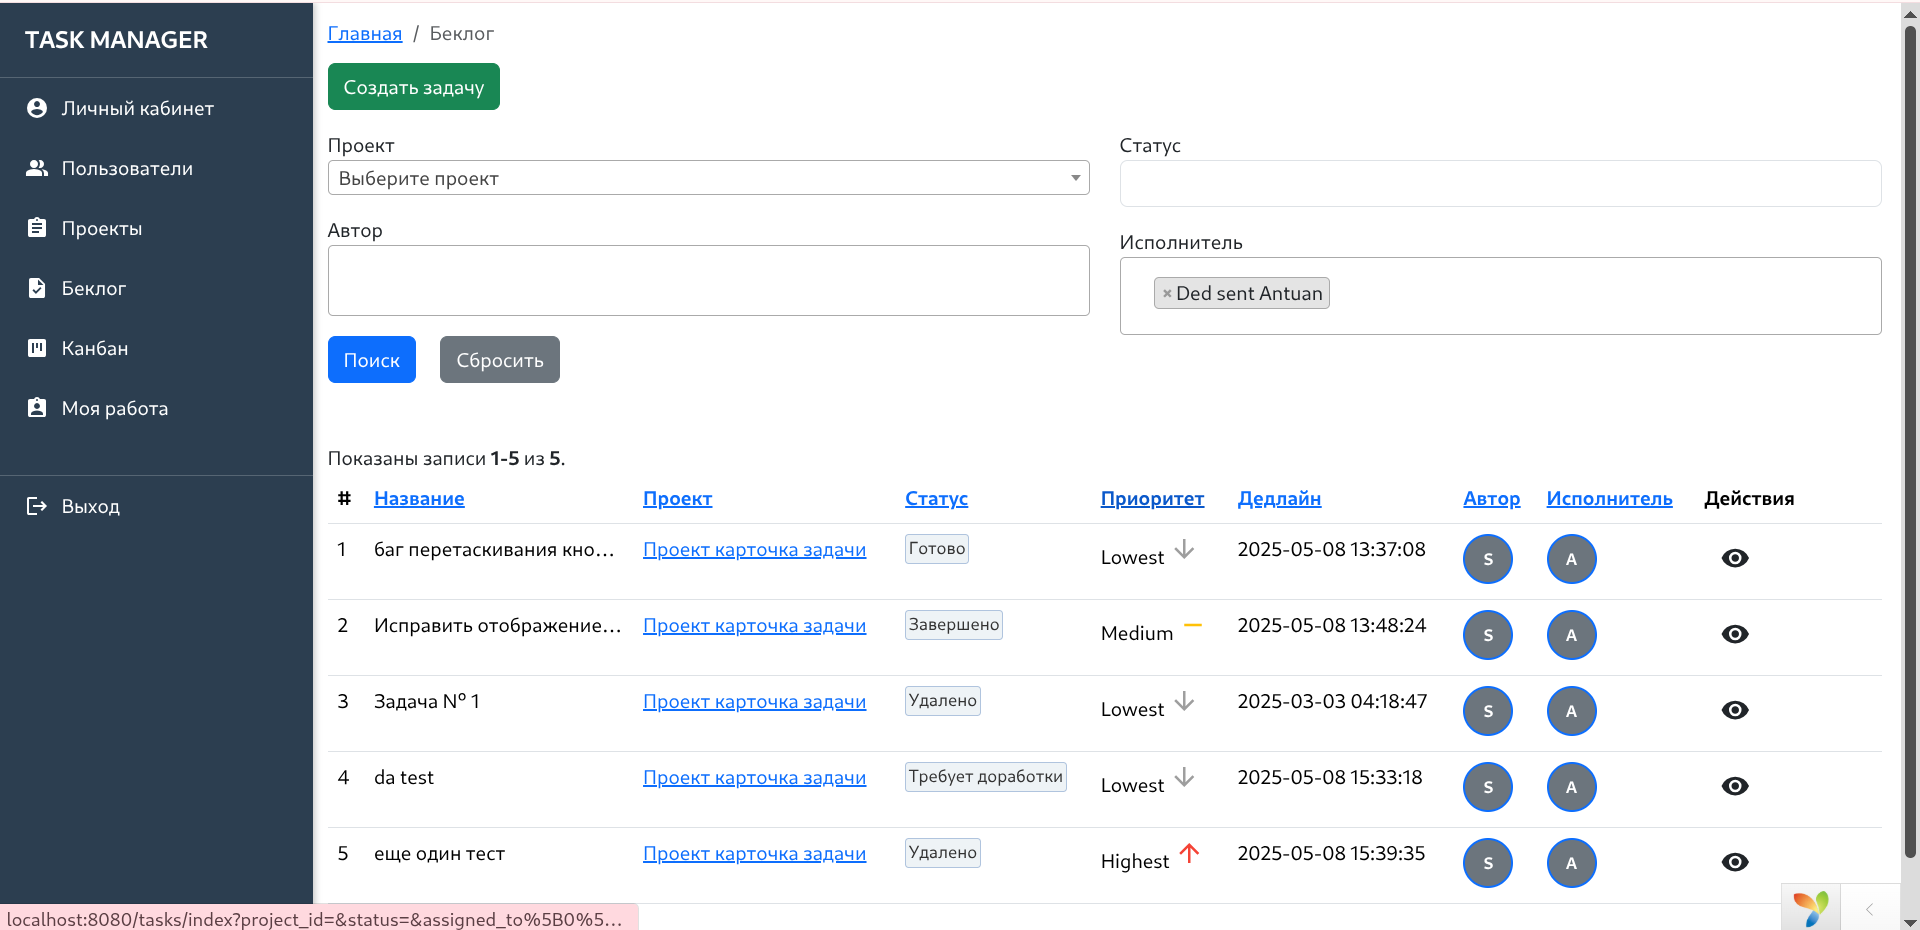 TASK MANAGER
Личный кабинет
Пользователи
Проекты
Беклог
Канбан
Моя работа
Выход
Главная / Беклог
Создать задачу
Проект
Выберите проект
Статус
Автор
Исполнитель
× Ded sent Antuan
Поиск Сбросить
Показаны записи 1-5 из 5.
# Название Проект Статус Приоритет Дедлайн Автор Исполнитель Действия
1 баг перетаскивания кно... Проект карточка задачи Готово Lowest 2025-05-08 13:37:08 S A
2 Исправить отображение... Проект карточка задачи Завершено Medium 2025-05-08 13:48:24 S A
3 Задача № 1 Проект карточка задачи Удалено Lowest 2025-03-03 04:18:47 S A
4 da test Проект карточка задачи Требует доработки Lowest 2025-05-08 15:33:18 S A
5 еще один тест Проект карточка задачи Удалено Highest 2025-05-08 15:39:35 S A
localhost:8080/tasks/index?project_id=&status=&assigned_to%5B0%5...